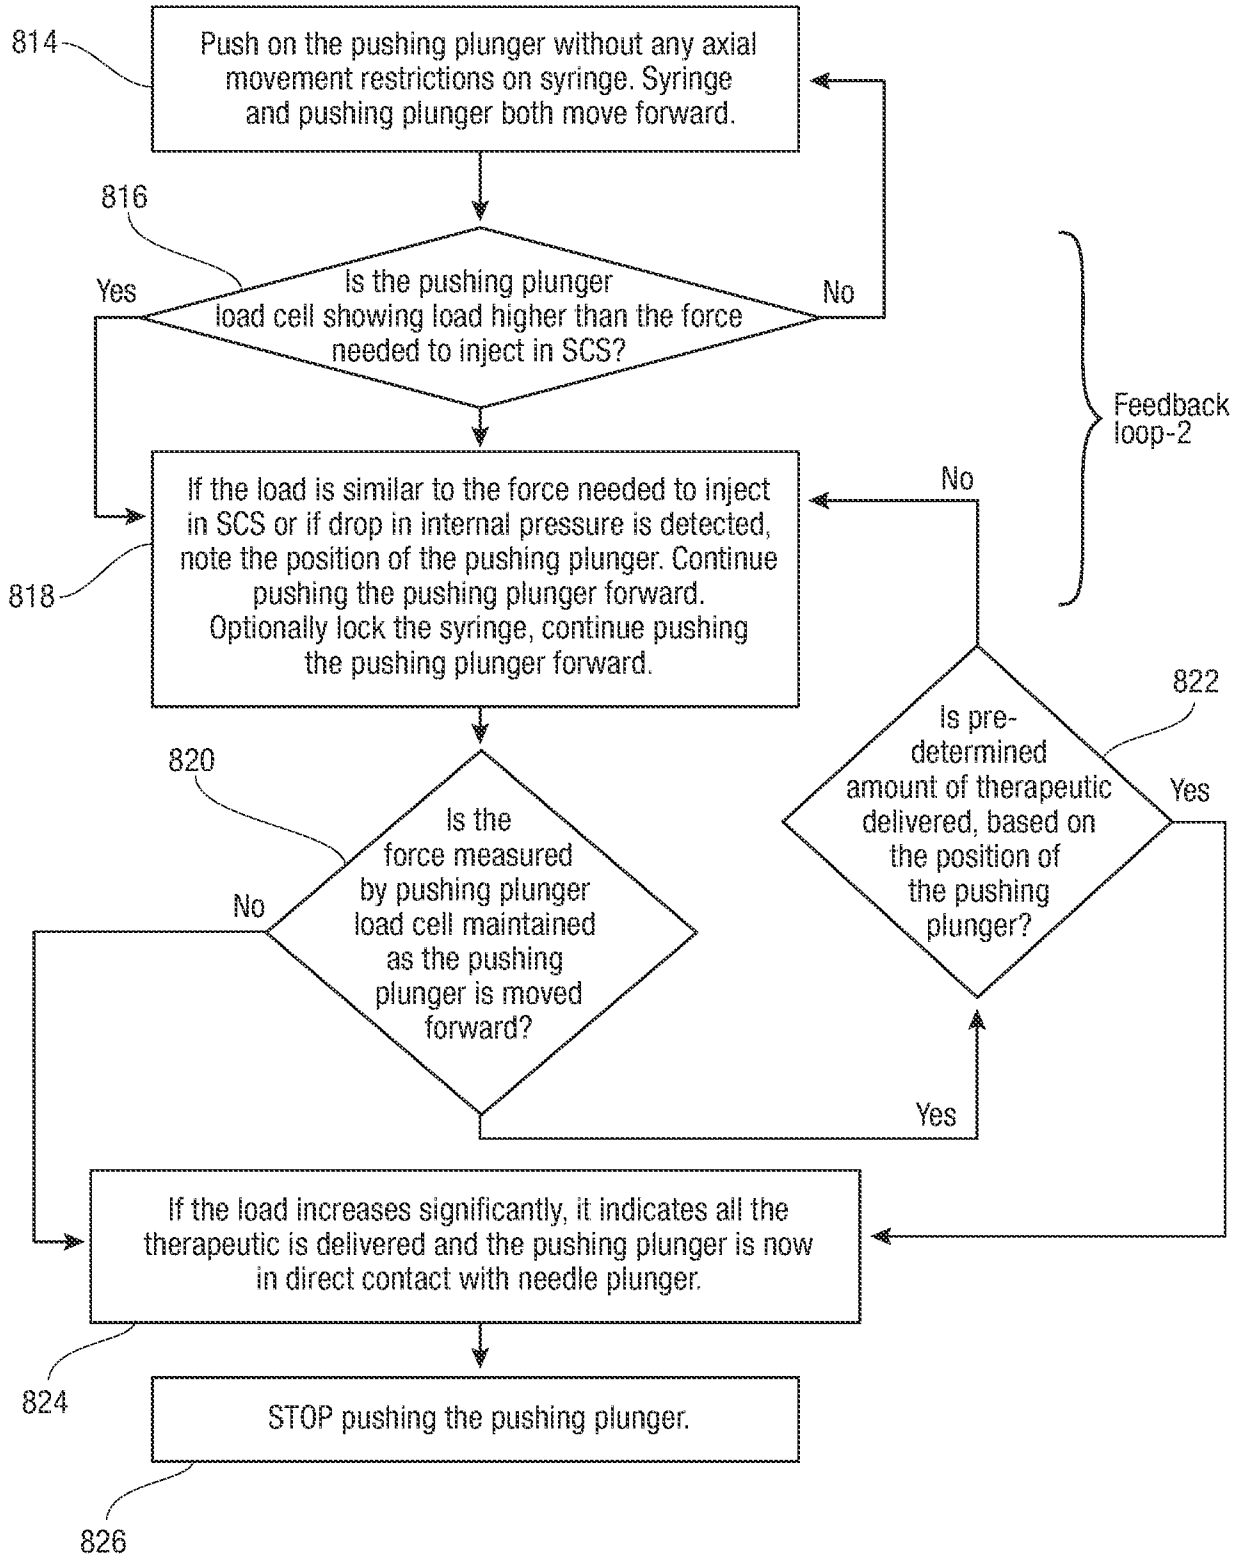 814
Push on the pushing plunger without any axial
movement restrictions on syringe. Syringe
and pushing plunger both move forward.
816
Yes
Is the pushing plunger
load cell showing load higher than the force
needed to inject in SCS?
No
Feedback
loop-2
No
If the load is similar to the force needed to inject
in SCS or if drop in internal pressure is detected,
note the position of the pushing plunger. Continue
pushing the pushing plunger forward.
Optionally lock the syringe, continue pushing
the pushing plunger forward.
818
822
Is pre-
determined
amount of therapeutic
delivered, based on
the position of
the pushing
plunger?
Yes
820
Is the
force measured
by pushing plunger
load cell maintained
as the pushing
plunger is moved
forward?
No
Yes
If the load increases significantly, it indicates all the
therapeutic is delivered and the pushing plunger is now
in direct contact with needle plunger.
824
STOP pushing the pushing plunger.
826